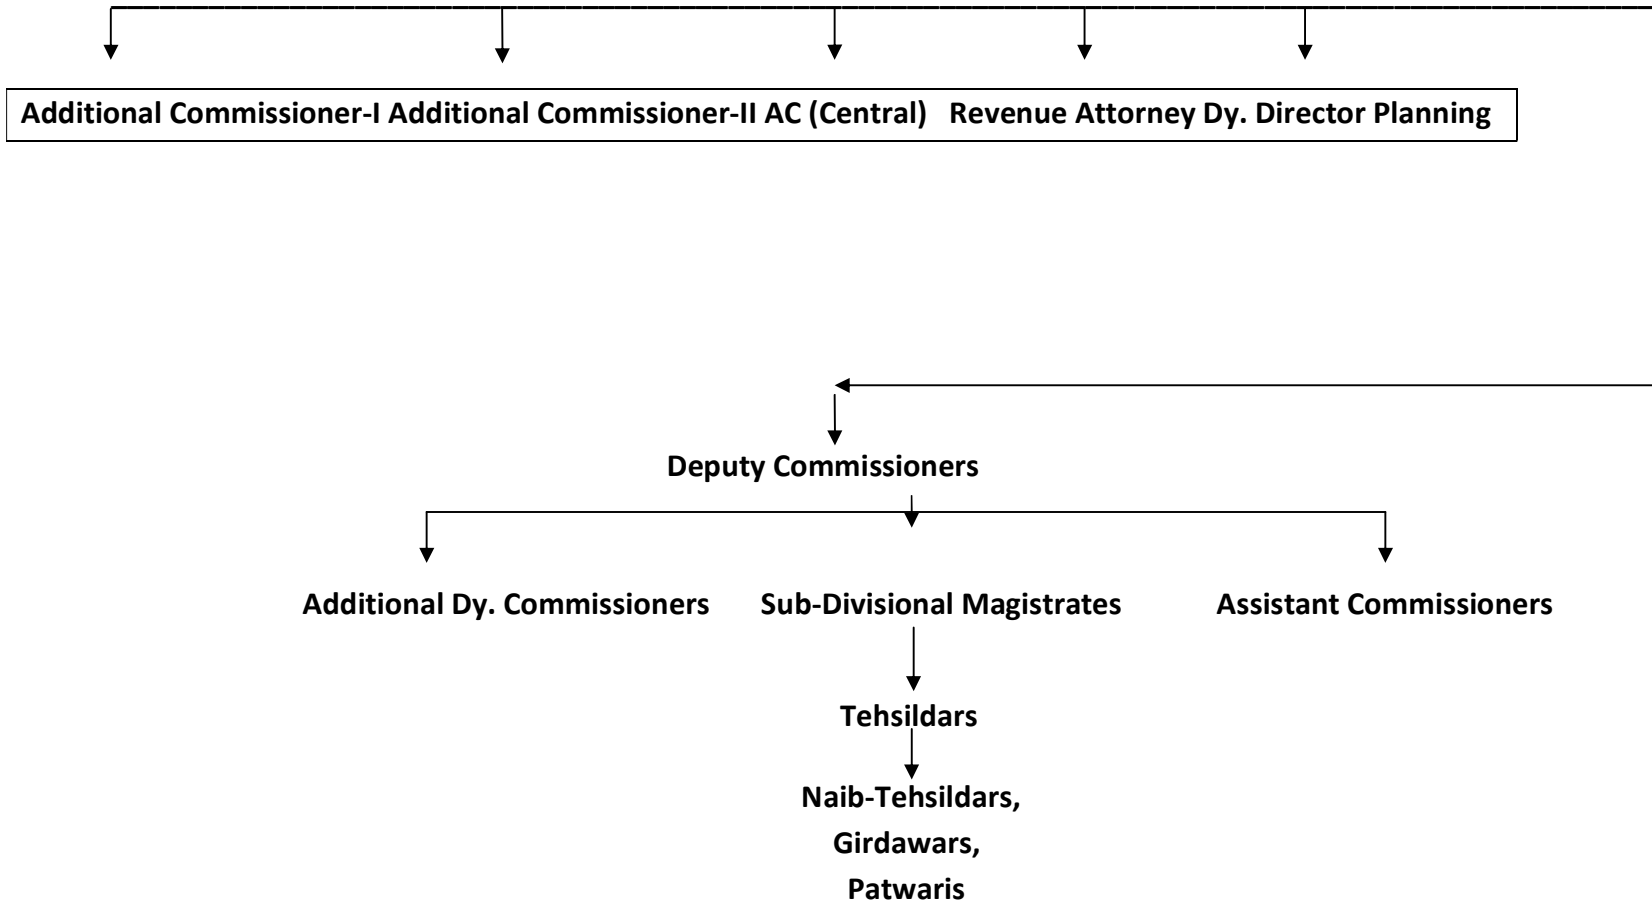 Additional Commissioner-I Additional Commissioner-II AC (Central) Revenue Attorney Dy. Director Planning
Deputy Commissioners
Additional Dy. Commissioners Sub-Divisional Magistrates Assistant Commissioners
Tehsildars
Naib-Tehsildars,
Girdawars,
Patwaris